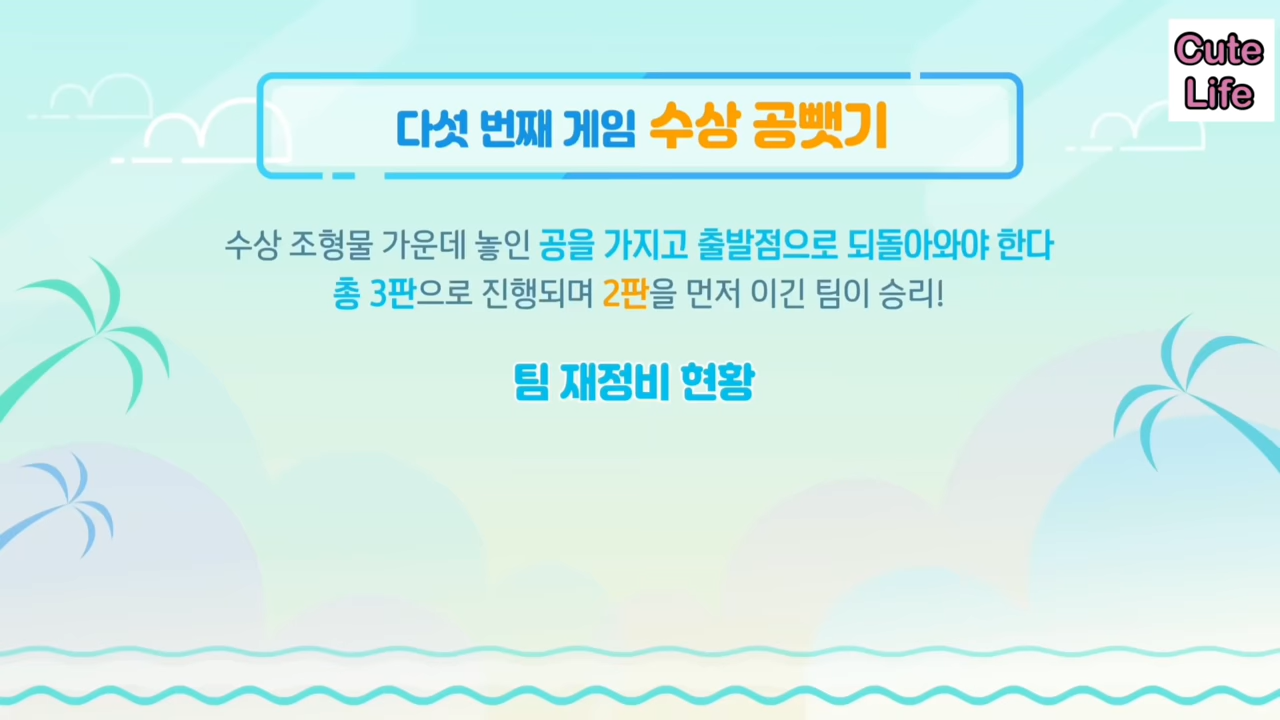 Cute
Life
다섯 번째 게임 수상 공뺏기
수상 조형물 가운데 놓인 공을 가지고 출발점으로 되돌아와야 한다
총 3판으로 진행되며 2판을 먼저 이긴 팀이 승리!
팀 재정비 현황